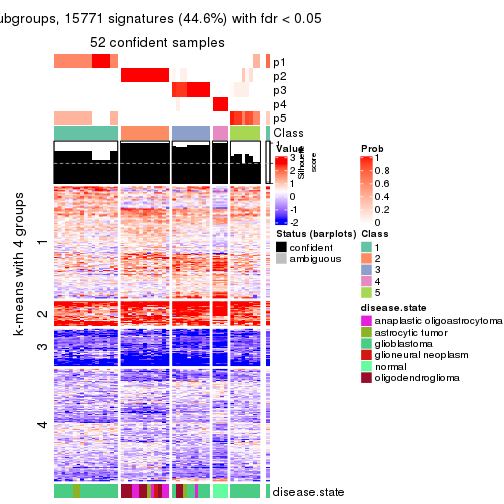 ubgroups, 15771 signatures (44.6%) with fdr < 0.05
52 confident samples
p1
p2
p3
p4
p5
Class
1
Silhouette
score
Value
3
2
1
0
-1
-2
Prob
1
0.8
0.6
0.4
0.2
0
Status (barplots)
confident
ambiguous
Class
1
2
3
4
5
disease.state
anaplastic oligoastrocytoma
astrocytic tumor
glioblastoma
glioneural neoplasm
normal
oligodendroglioma
k-means with 4 groups
1
2
3
4
disease.state